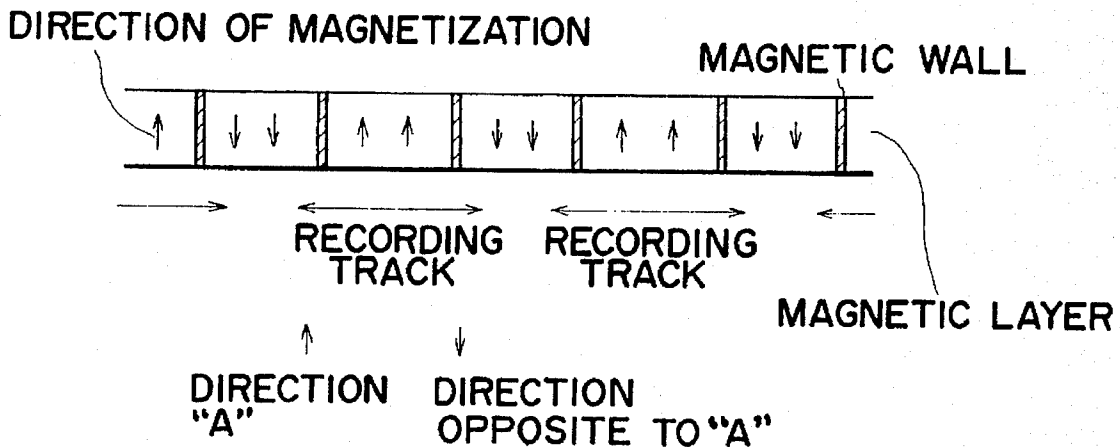 DIRECTION OF MAGNETIZATION
MAGNETIC WALL
RECORDING TRACK
RECORDING TRACK
MAGNETIC LAYER
DIRECTION "A"
DIRECTION OPPOSITE TO "A"